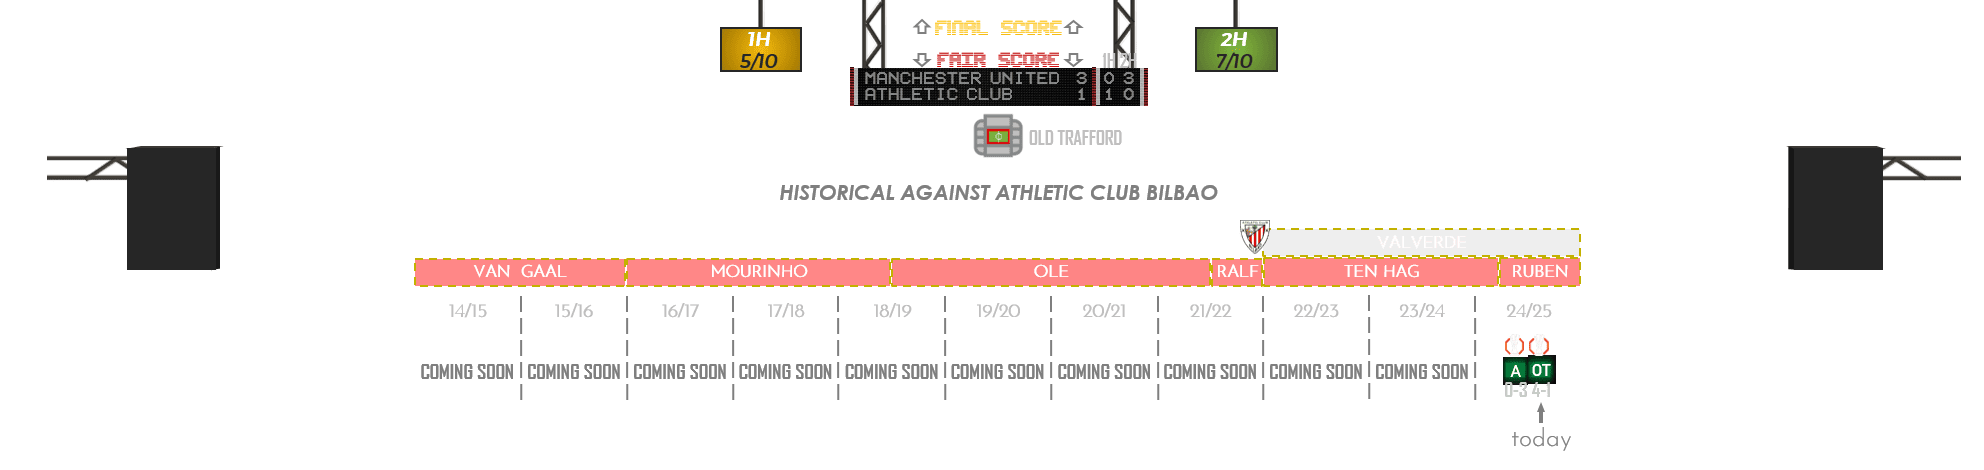 1H
5/10
FINAL SCORE
2H
7/10
FAIR SCORE
1H 2H
MANCHESTER UNITED 3 0 3
ATHLETIC CLUB 1 1 0
OLD TRAFFORD
HISTORICAL AGAINST ATHLETIC CLUB BILBAO
VALVERDE
VAN GAAL MOURINHO OLE RALF TEN HAG RUBEN
14/15 15/16 16/17 17/18 18/19 19/20 20/21 21/22 22/23 23/24 24/25
COMING SOON COMING SOON COMING SOON COMING SOON COMING SOON COMING SOON COMING SOON COMING SOON COMING SOON COMING SOON
A OT
0-3 4-1
today